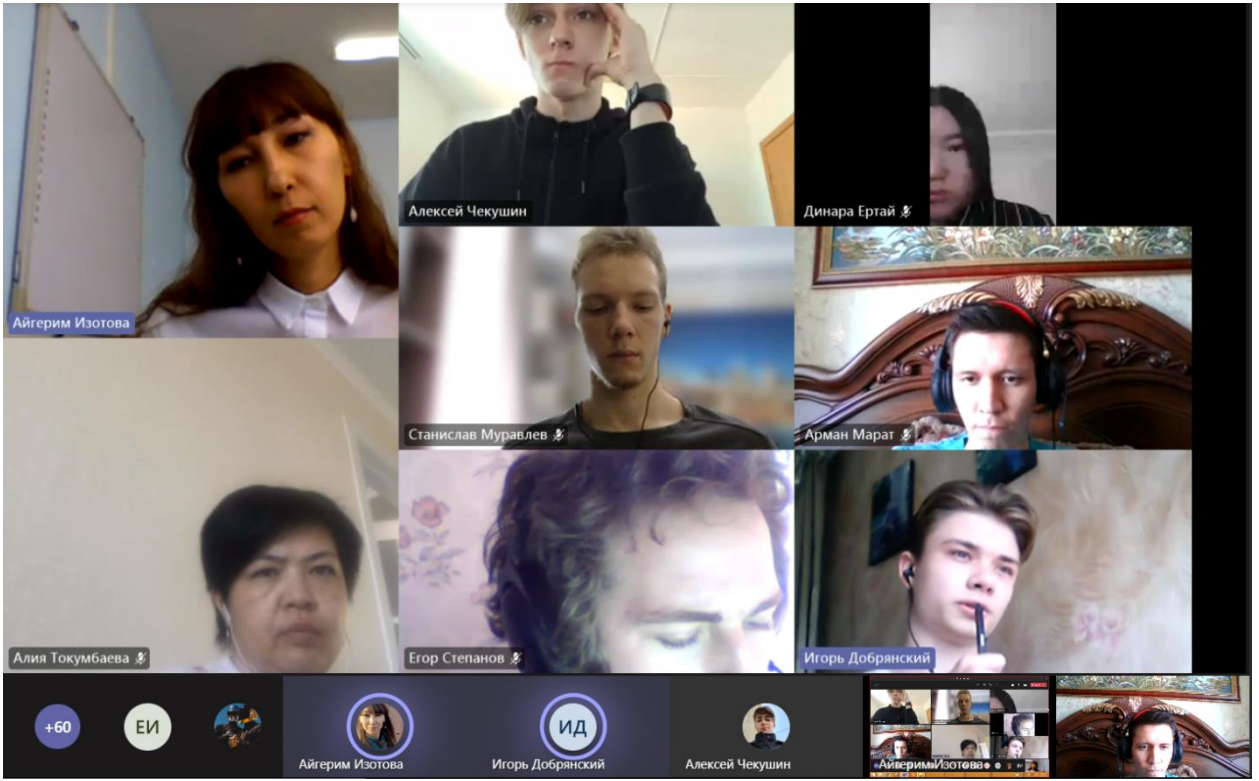 Алексей Чекушин
Динара Ертай
Айгерим Изотова
Станислав Муравлев
Арман Марат
Алия Токумбаева
Егор Степанов
Игорь Добрянский
+60
ЕИ
ИД
Айгерим Изотова
Игорь Добрянский
Алексей Чекушин
Айгерим Изотова